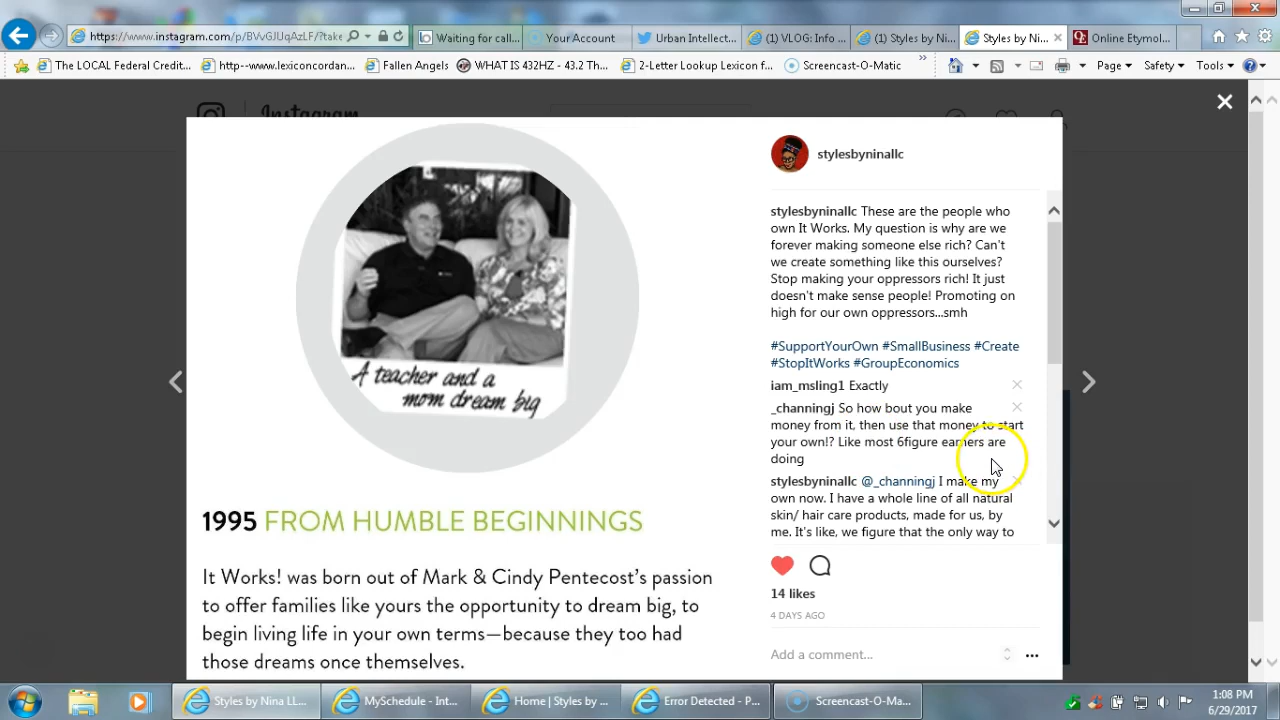 https://www.instagram.com/p/BVvGJUqAzLF/?take
Waiting for call...
Your Account
Urban Intellect...
(1) VLOG: Info ...
(1) Styles by Ni...
Styles by Ni...
Online Etymol...
The LOCAL Federal Credit...
http--www.lexiconcordan...
Fallen Angels
WHAT IS 432HZ - 43.2 Th...
2-Letter Lookup Lexicon f...
Screencast-O-Matic
Page
Safety
Tools
Instagram
A teacher and a
mom dream big
1995 FROM HUMBLE BEGINNINGS
It Works! was born out of Mark & Cindy Pentecost's passion
to offer families like yours the opportunity to dream big, to
begin living life in your own terms—because they too had
those dreams once themselves.
stylesbyninallc
stylesbyninallc These are the people who
own It Works. My question is why are we
forever making someone else rich? Can't
we create something like this ourselves?
Stop making your oppressors rich! It just
doesn't make sense people! Promoting on
high for our own oppressors...smh
#SupportYourOwn #SmallBusiness #Create
#StopItWorks #GroupEconomics
iam_msling1 Exactly
_channingj So how bout you make
money from it, then use that money to start
your own!? Like most 6figure earners are
doing
stylesbyninallc @_channingj I make my
own now. I have a whole line of all natural
skin/ hair care products, made for us, by
me. It's like, we figure that the only way to
14 likes
4 DAYS AGO
Add a comment...
Styles by Nina LL...
MySchedule - Int...
Home | Styles by ...
Error Detected - P...
Screencast-O-Ma...
1:08 PM
6/29/2017